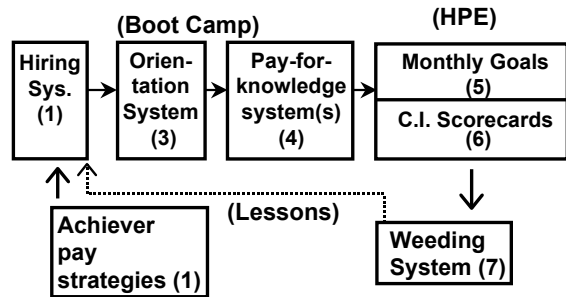 (Boot Camp)
(HPE)
Hiring
Sys.
(1)
Orien-
tation
System
(3)
Pay-for-
knowledge
system(s)
(4)
Monthly Goals
(5)
C.I. Scorecards
(6)
(Lessons)
Achiever
pay
strategies (1)
Weeding
System (7)